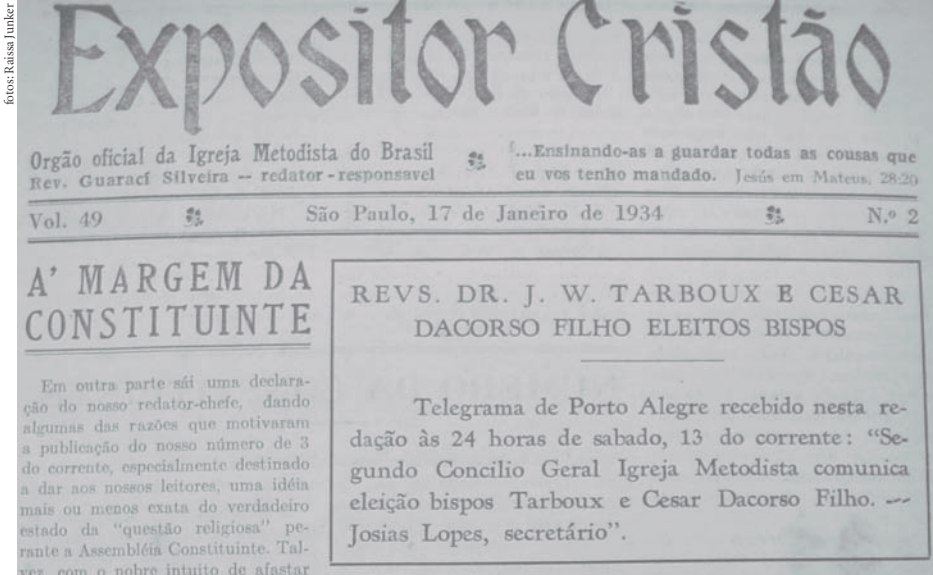 fotos: Raissa Junker
Expositor Cristão
Orgão oficial da Igreja Metodista do Brasil
Rev. Guarací Silveira -- redator-responsavel
...Ensinando-as a guardar todas as cousas que
eu vos tenho mandado. Jesús em Mateus, 28:20
Vol. 49
São Paulo, 17 de Janeiro de 1934
N.º 2
A' MARGEM DA
CONSTITUINTE
Em outra parte sái uma declara-
ção do nosso redator-chefe, dando
algumas das razões que motivaram
a publicação do nosso número de 3
do corrente, especialmente destinado
a dar aos nossos leitores, uma idéia
mais ou menos exata do verdadeiro
estado da "questão religiosa" pe-
rante a Assembléia Constituinte. Tal-
vez, com o nobre intuito de afastar
REVS. DR. J. W. TARBOUX E CESAR
DACORSO FILHO ELEITOS BISPOS
Telegrama de Porto Alegre recebido nesta re-
dação às 24 horas de sabado, 13 do corrente: "Se-
gundo Concilio Geral Igreja Metodista comunica
eleição bispos Tarboux e Cesar Dacorso Filho. --
Josias Lopes, secretário".